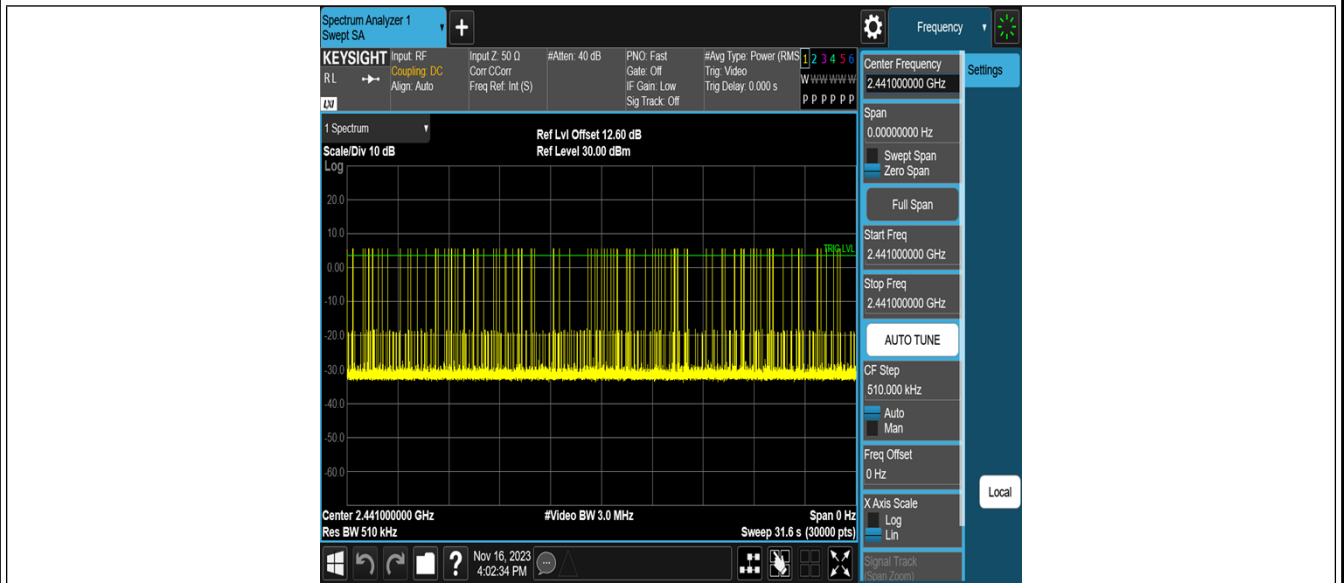 Spectrum Analyzer 1
Swept SA
+
Frequency
KEYSIGHT
RL
LXI
Input: RF
Coupling: DC
Align: Auto
Input Z: 50 Ω
Corr CCorr
Freq Ref: Int (S)
#Atten: 40 dB
PNO: Fast
Gate: Off
IF Gain: Low
Sig Track: Off
#Avg Type: Power (RMS
Trig: Video
Trig Delay: 0.000 s
1 2 3 4 5 6
W W W W W W
P P P P P P
1 Spectrum
Scale/Div 10 dB
Ref Lvl Offset 12.60 dB
Ref Level 30.00 dBm
Log
20.0
10.0
TRIG LVL
0.00
-10.0
-20.0
-30.0
-40.0
-50.0
-60.0
Center 2.441000000 GHz
#Video BW 3.0 MHz
Span 0 Hz
Res BW 510 kHz
Sweep 31.6 s (30000 pts)
?
Nov 16, 2023
4:02:34 PM
Center Frequency
2.441000000 GHz
Settings
Span
0.00000000 Hz
Swept Span
Zero Span
Full Span
Start Freq
2.441000000 GHz
Stop Freq
2.441000000 GHz
AUTO TUNE
CF Step
510.000 kHz
Auto
Man
Freq Offset
0 Hz
Local
X Axis Scale
Log
Lin
Signal Track
(Span Zoom)